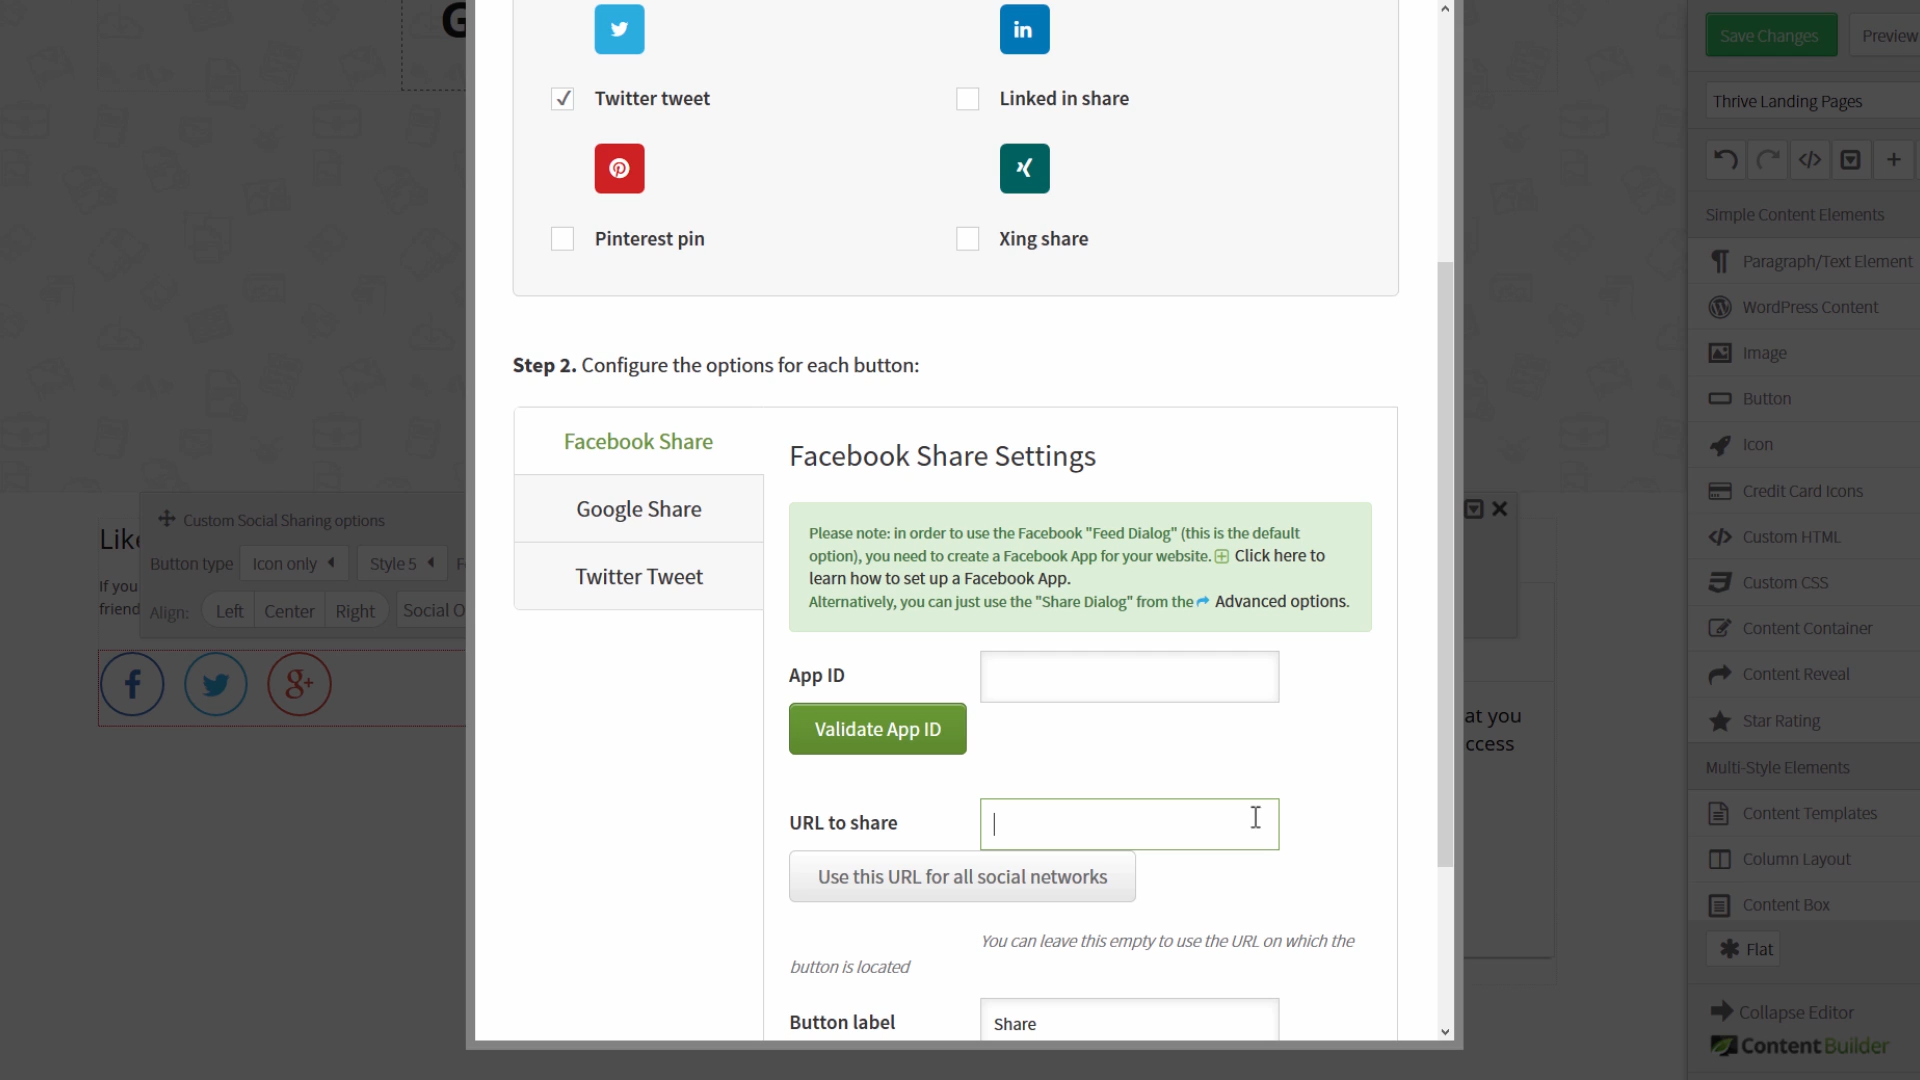 G
Twitter tweet
Linked in share
Pinterest pin
Xing share
Step 2. Configure the options for each button:
Facebook Share
Google Share
Twitter Tweet
Facebook Share Settings
Please note: in order to use the Facebook "Feed Dialog" (this is the default
option), you need to create a Facebook App for your website. Click here to
learn how to set up a Facebook App.
Alternatively, you can just use the "Share Dialog" from the Advanced options.
App ID
Validate App ID
URL to share
Use this URL for all social networks
You can leave this empty to use the URL on which the
button is located
Button label
Share
Like
Custom Social Sharing options
Button type
Icon only
Style 5
If you
friend
Align:
Left
Center
Right
Social O
at you
ccess
Save Changes
Preview
Thrive Landing Pages
Simple Content Elements
Paragraph/Text Element
WordPress Content
Image
Button
Icon
Credit Card Icons
Custom HTML
Custom CSS
Content Container
Content Reveal
Star Rating
Multi-Style Elements
Content Templates
Column Layout
Content Box
Flat
Collapse Editor
Content Builder